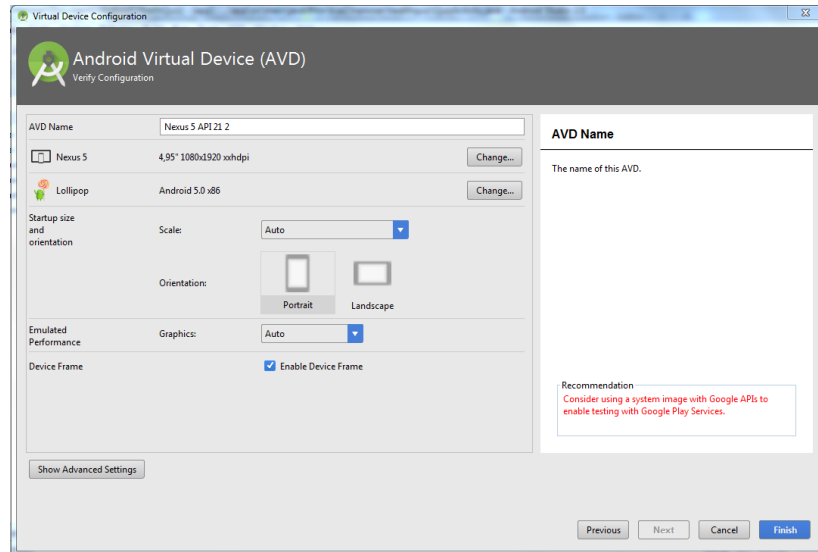 Virtual Device Configuration
Android Virtual Device (AVD)
Verify Configuration
AVD Name
Nexus 5 API 21 2
Nexus 5
4,95" 1080x1920 xxhdpi
Change...
Lollipop
Android 5.0 x86
Change...
Startup size
and
orientation
Scale:
Auto
Orientation:
Portrait
Landscape
Emulated
Performance
Graphics:
Auto
Device Frame
Enable Device Frame
AVD Name
The name of this AVD.
Recommendation
Consider using a system image with Google APIs to
enable testing with Google Play Services.
Show Advanced Settings
Previous
Next
Cancel
Finish